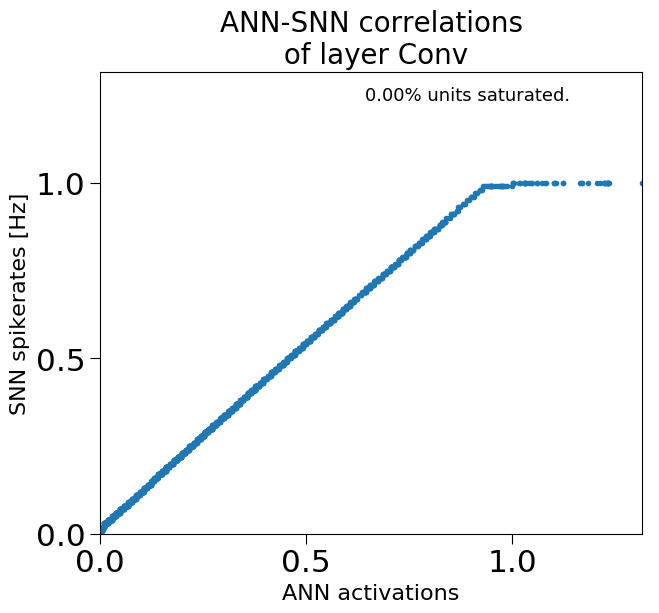 ANN-SNN correlations
of layer Conv
0.00% units saturated.
1.0
0.5
0.0
SNN spikerates [Hz]
0.0 0.5 1.0
ANN activations